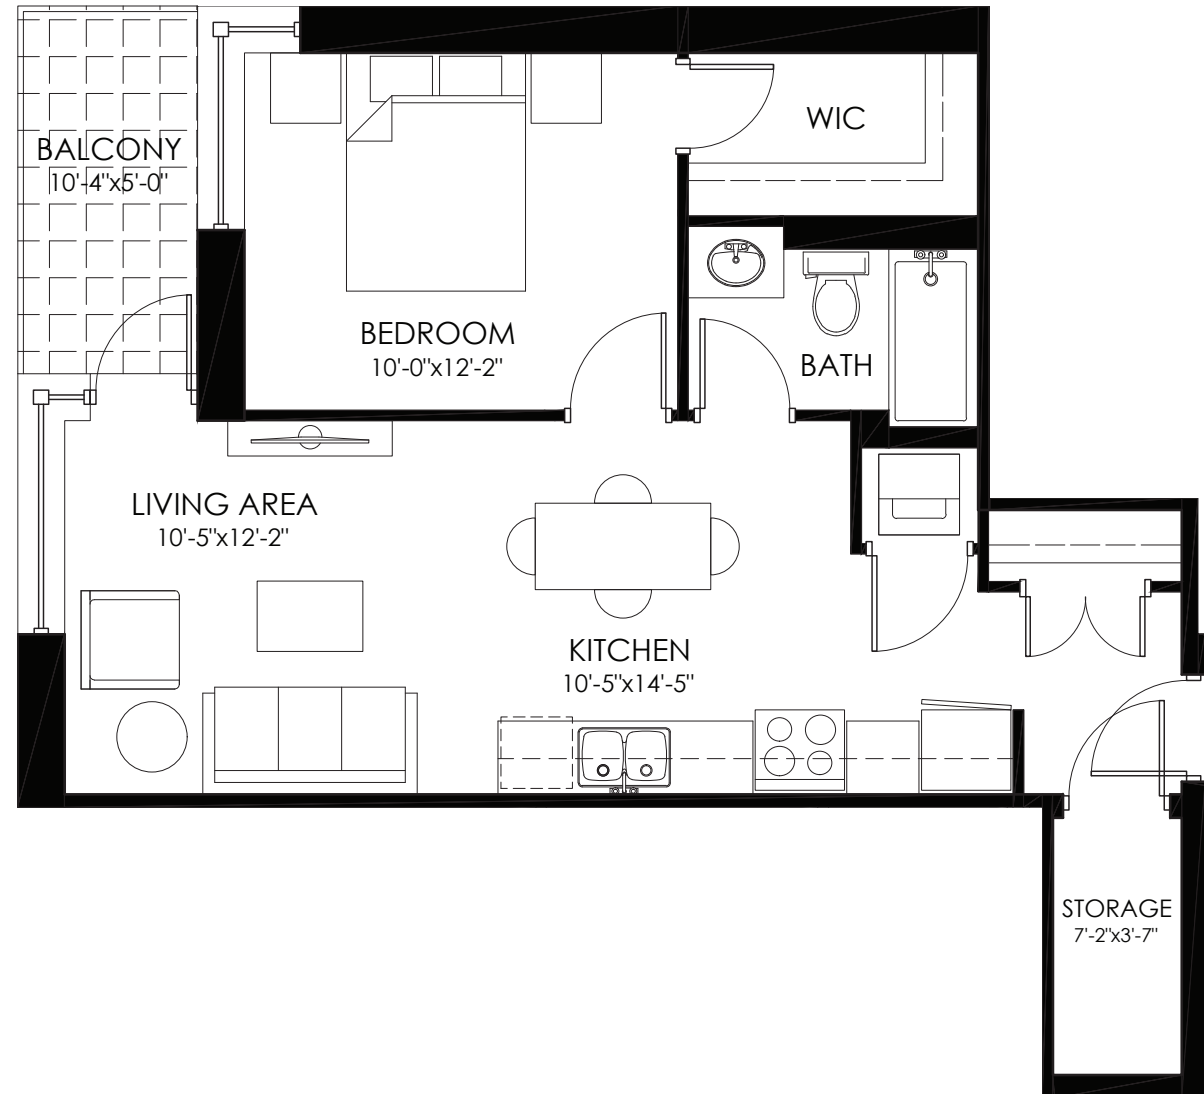 WIC
BALCONY
10'-4"x5'-0"
BEDROOM
10'-0"x12'-2"
BATH
LIVING AREA
10'-5"x12'-2"
KITCHEN
10'-5"x14'-5"
STORAGE
7'-2"x3'-7"